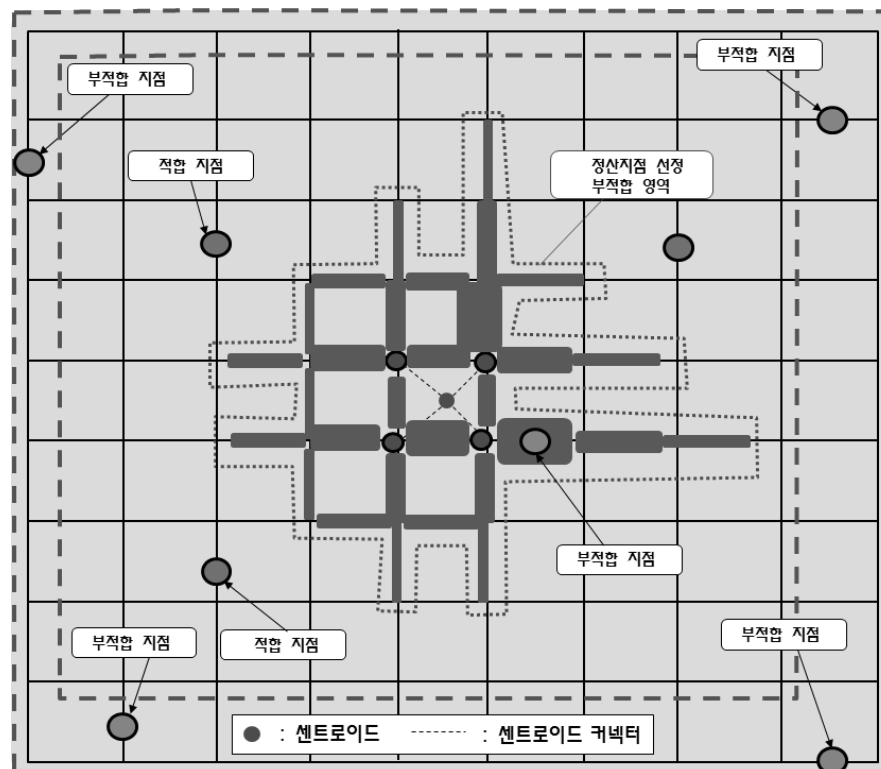 부적합 지점
부적합 지점
적합 지점
정산지점 선정
부적합 영역
부적합 지점
부적합 지점
적합 지점
부적합 지점
: 센트로이드
: 센트로이드 커넥터